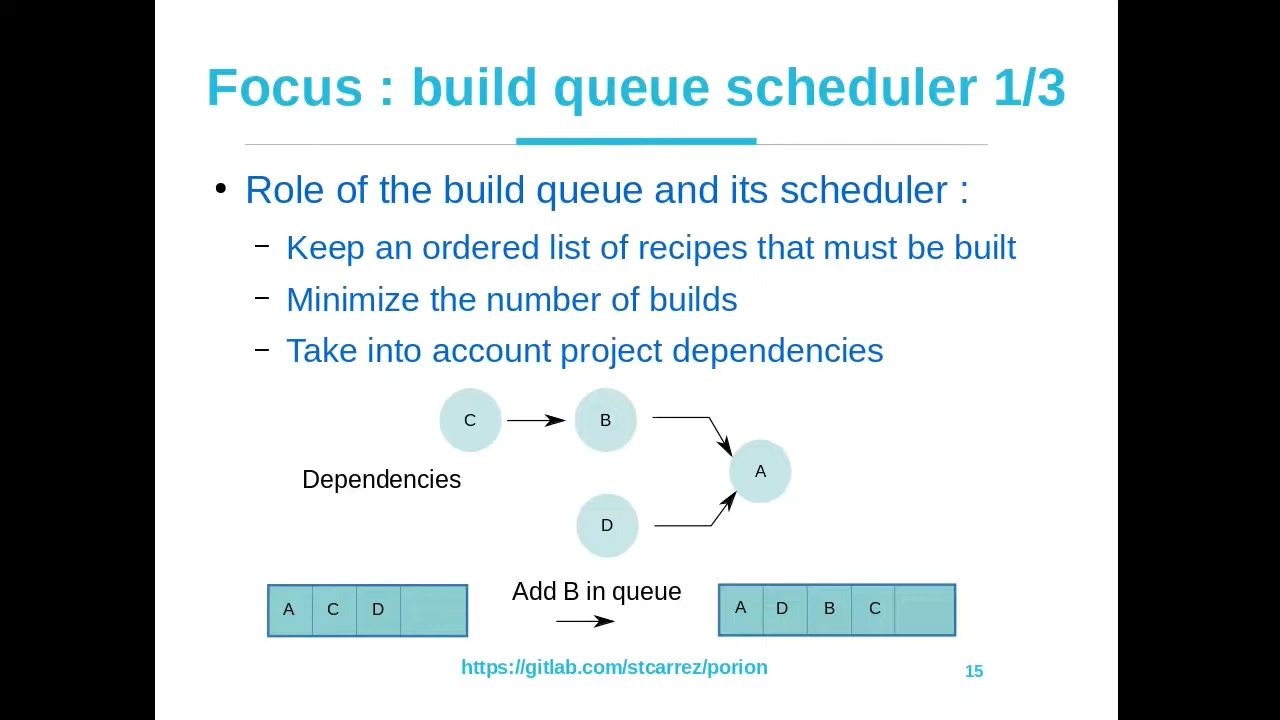 Focus : build queue scheduler 1/3
• Role of the build queue and its scheduler :
– Keep an ordered list of recipes that must be built
– Minimize the number of builds
– Take into account project dependencies
C
B
A
Dependencies
D
Add B in queue
A C D
A D B C
https://gitlab.com/stcarrez/porion
15